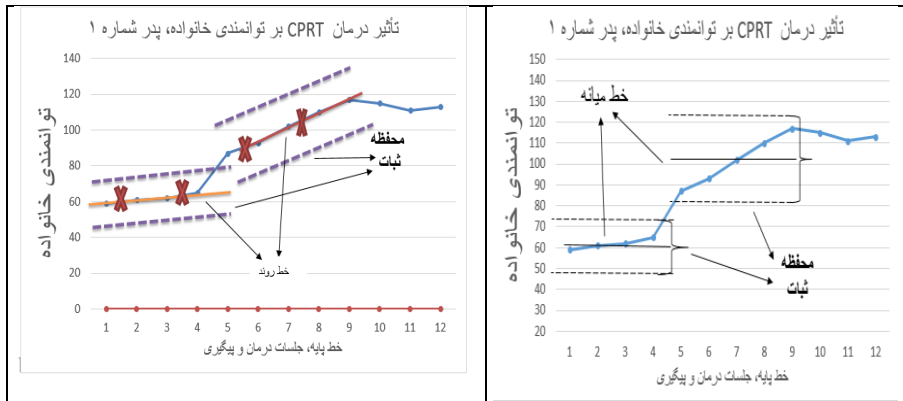 تأثیر درمان CPRT بر توانمندی خانواده، پدر شماره ۱
توانمندی خانواده
140
120
100
80
60
40
20
0
محفظه
ثبات
خط روند
1 2 3 4 5 6 7 8 9 10 11 12
خط پایه، جلسات درمان و پیگیری
تأثیر درمان CPRT بر توانمندی خانواده، پدر شماره ۱
توانمندی خانواده
150
140
130
120
110
100
90
80
70
60
50
40
30
20
خط میانه
محفظه
ثبات
1 2 3 4 5 6 7 8 9 10 11 12
خط پایه، جلسات درمان و پیگیری